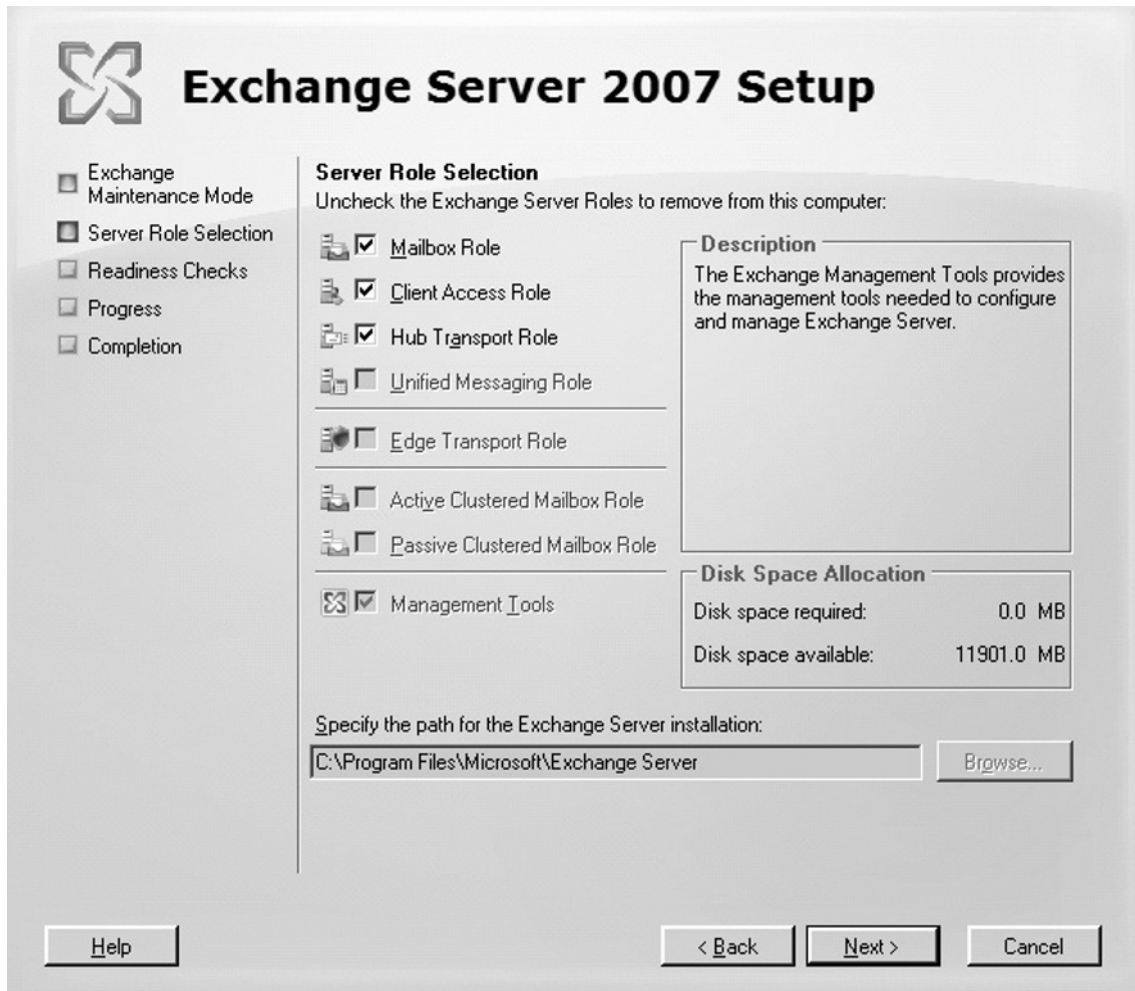 Exchange Server 2007 Setup
Exchange
Maintenance Mode
Server Role Selection
Readiness Checks
Progress
Completion
Server Role Selection
Uncheck the Exchange Server Roles to remove from this computer:
Mailbox Role
Client Access Role
Hub Transport Role
Unified Messaging Role
Edge Transport Role
Active Clustered Mailbox Role
Passive Clustered Mailbox Role
Management Tools
Description
The Exchange Management Tools provides
the management tools needed to configure
and manage Exchange Server.
Disk Space Allocation
Disk space required: 0.0 MB
Disk space available: 11901.0 MB
Specify the path for the Exchange Server installation:
C:\Program Files\Microsoft\Exchange Server
Browse...
Help
< Back
Next >
Cancel